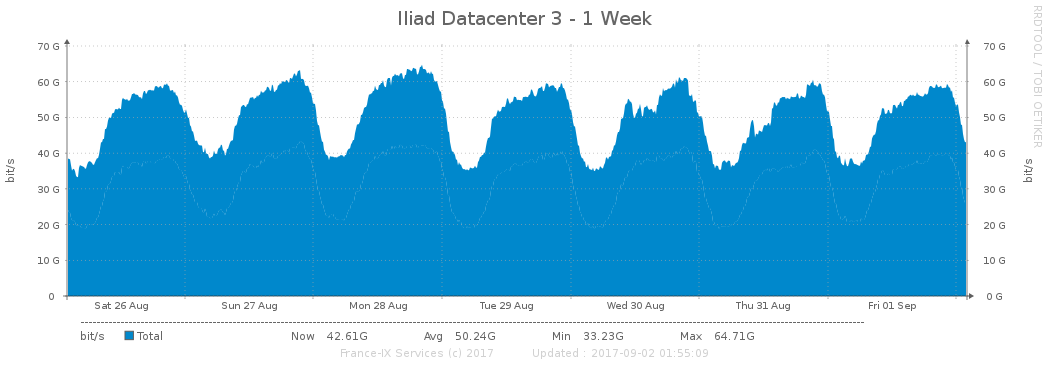 Iliad Datacenter 3 - 1 Week
RRDTOOL / TOBI OETIKER
70 G 70 G
60 G 60 G
50 G 50 G
40 G 40 G
30 G 30 G
20 G 20 G
10 G 10 G
0 0 G
bit/s bit/s
Sat 26 Aug Sun 27 Aug Mon 28 Aug Tue 29 Aug Wed 30 Aug Thu 31 Aug Fri 01 Sep
bit/s Total Now 42.61G Avg 50.24G Min 33.23G Max 64.71G
France-IX Services (c) 2017 Updated : 2017-09-02 01:55:09